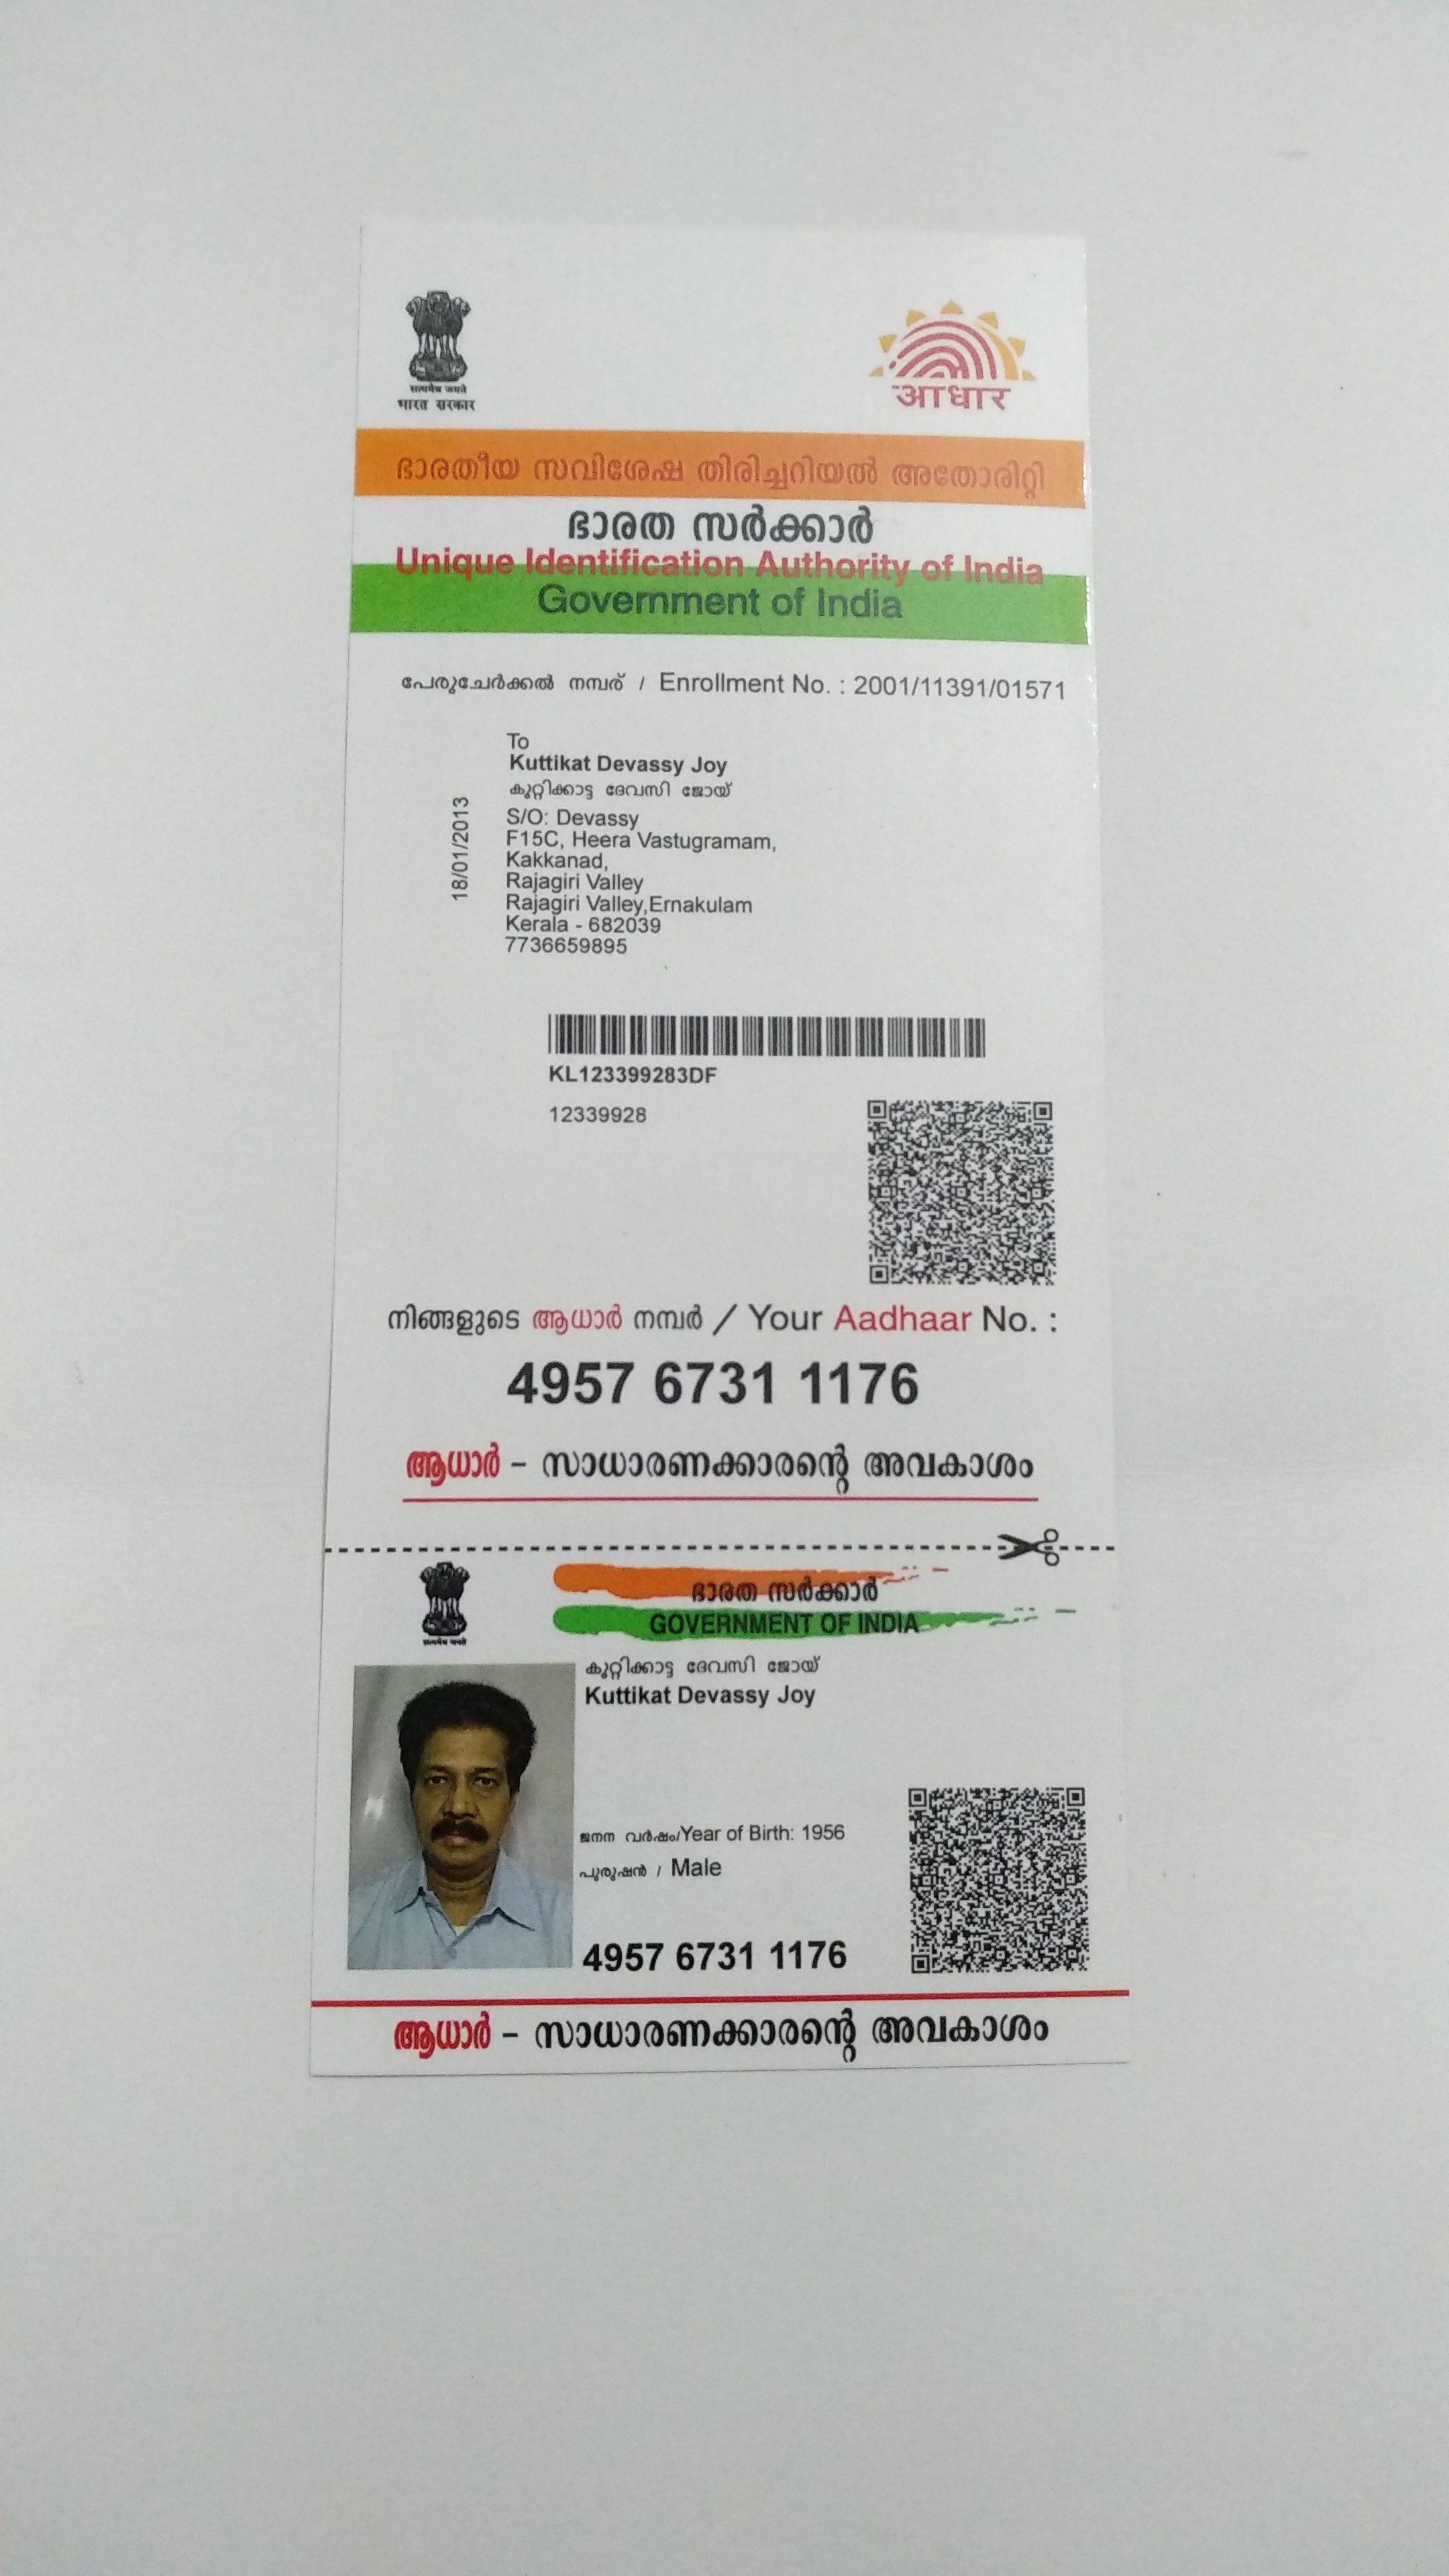 सत्यमेव जयते
भारत सरकार
आधार
ഭാരതീയ സവിശേഷ തിരിച്ചറിയൽ അതോരിറ്റി
ഭാരത സർക്കാർ
Unique Identification Authority of India
Government of India
പേരുചേർക്കൽ നമ്പര് / Enrollment No. : 2001/11391/01571
18/01/2013
To
Kuttikat Devassy Joy
കുറ്റിക്കാട്ട ദേവസി ജോയ്
S/O: Devassy
F15C, Heera Vastugramam,
Kakkanad,
Rajagiri Valley
Rajagiri Valley,Ernakulam
Kerala - 682039
7736659895
KL123399283DF
12339928
നിങ്ങളുടെ ആധാർ നമ്പർ / Your Aadhaar No. :
4957 6731 1176
ആധാർ – സാധാരണക്കാരന്റെ അവകാശം
सत्यमेव जयते
ഭാരത സർക്കാർ
GOVERNMENT OF INDIA
കുറ്റിക്കാട്ട ദേവസി ജോയ്
Kuttikat Devassy Joy
ജനന വർഷം/Year of Birth: 1956
പുരുഷൻ / Male
4957 6731 1176
ആധാർ – സാധാരണക്കാരന്റെ അവകാശം